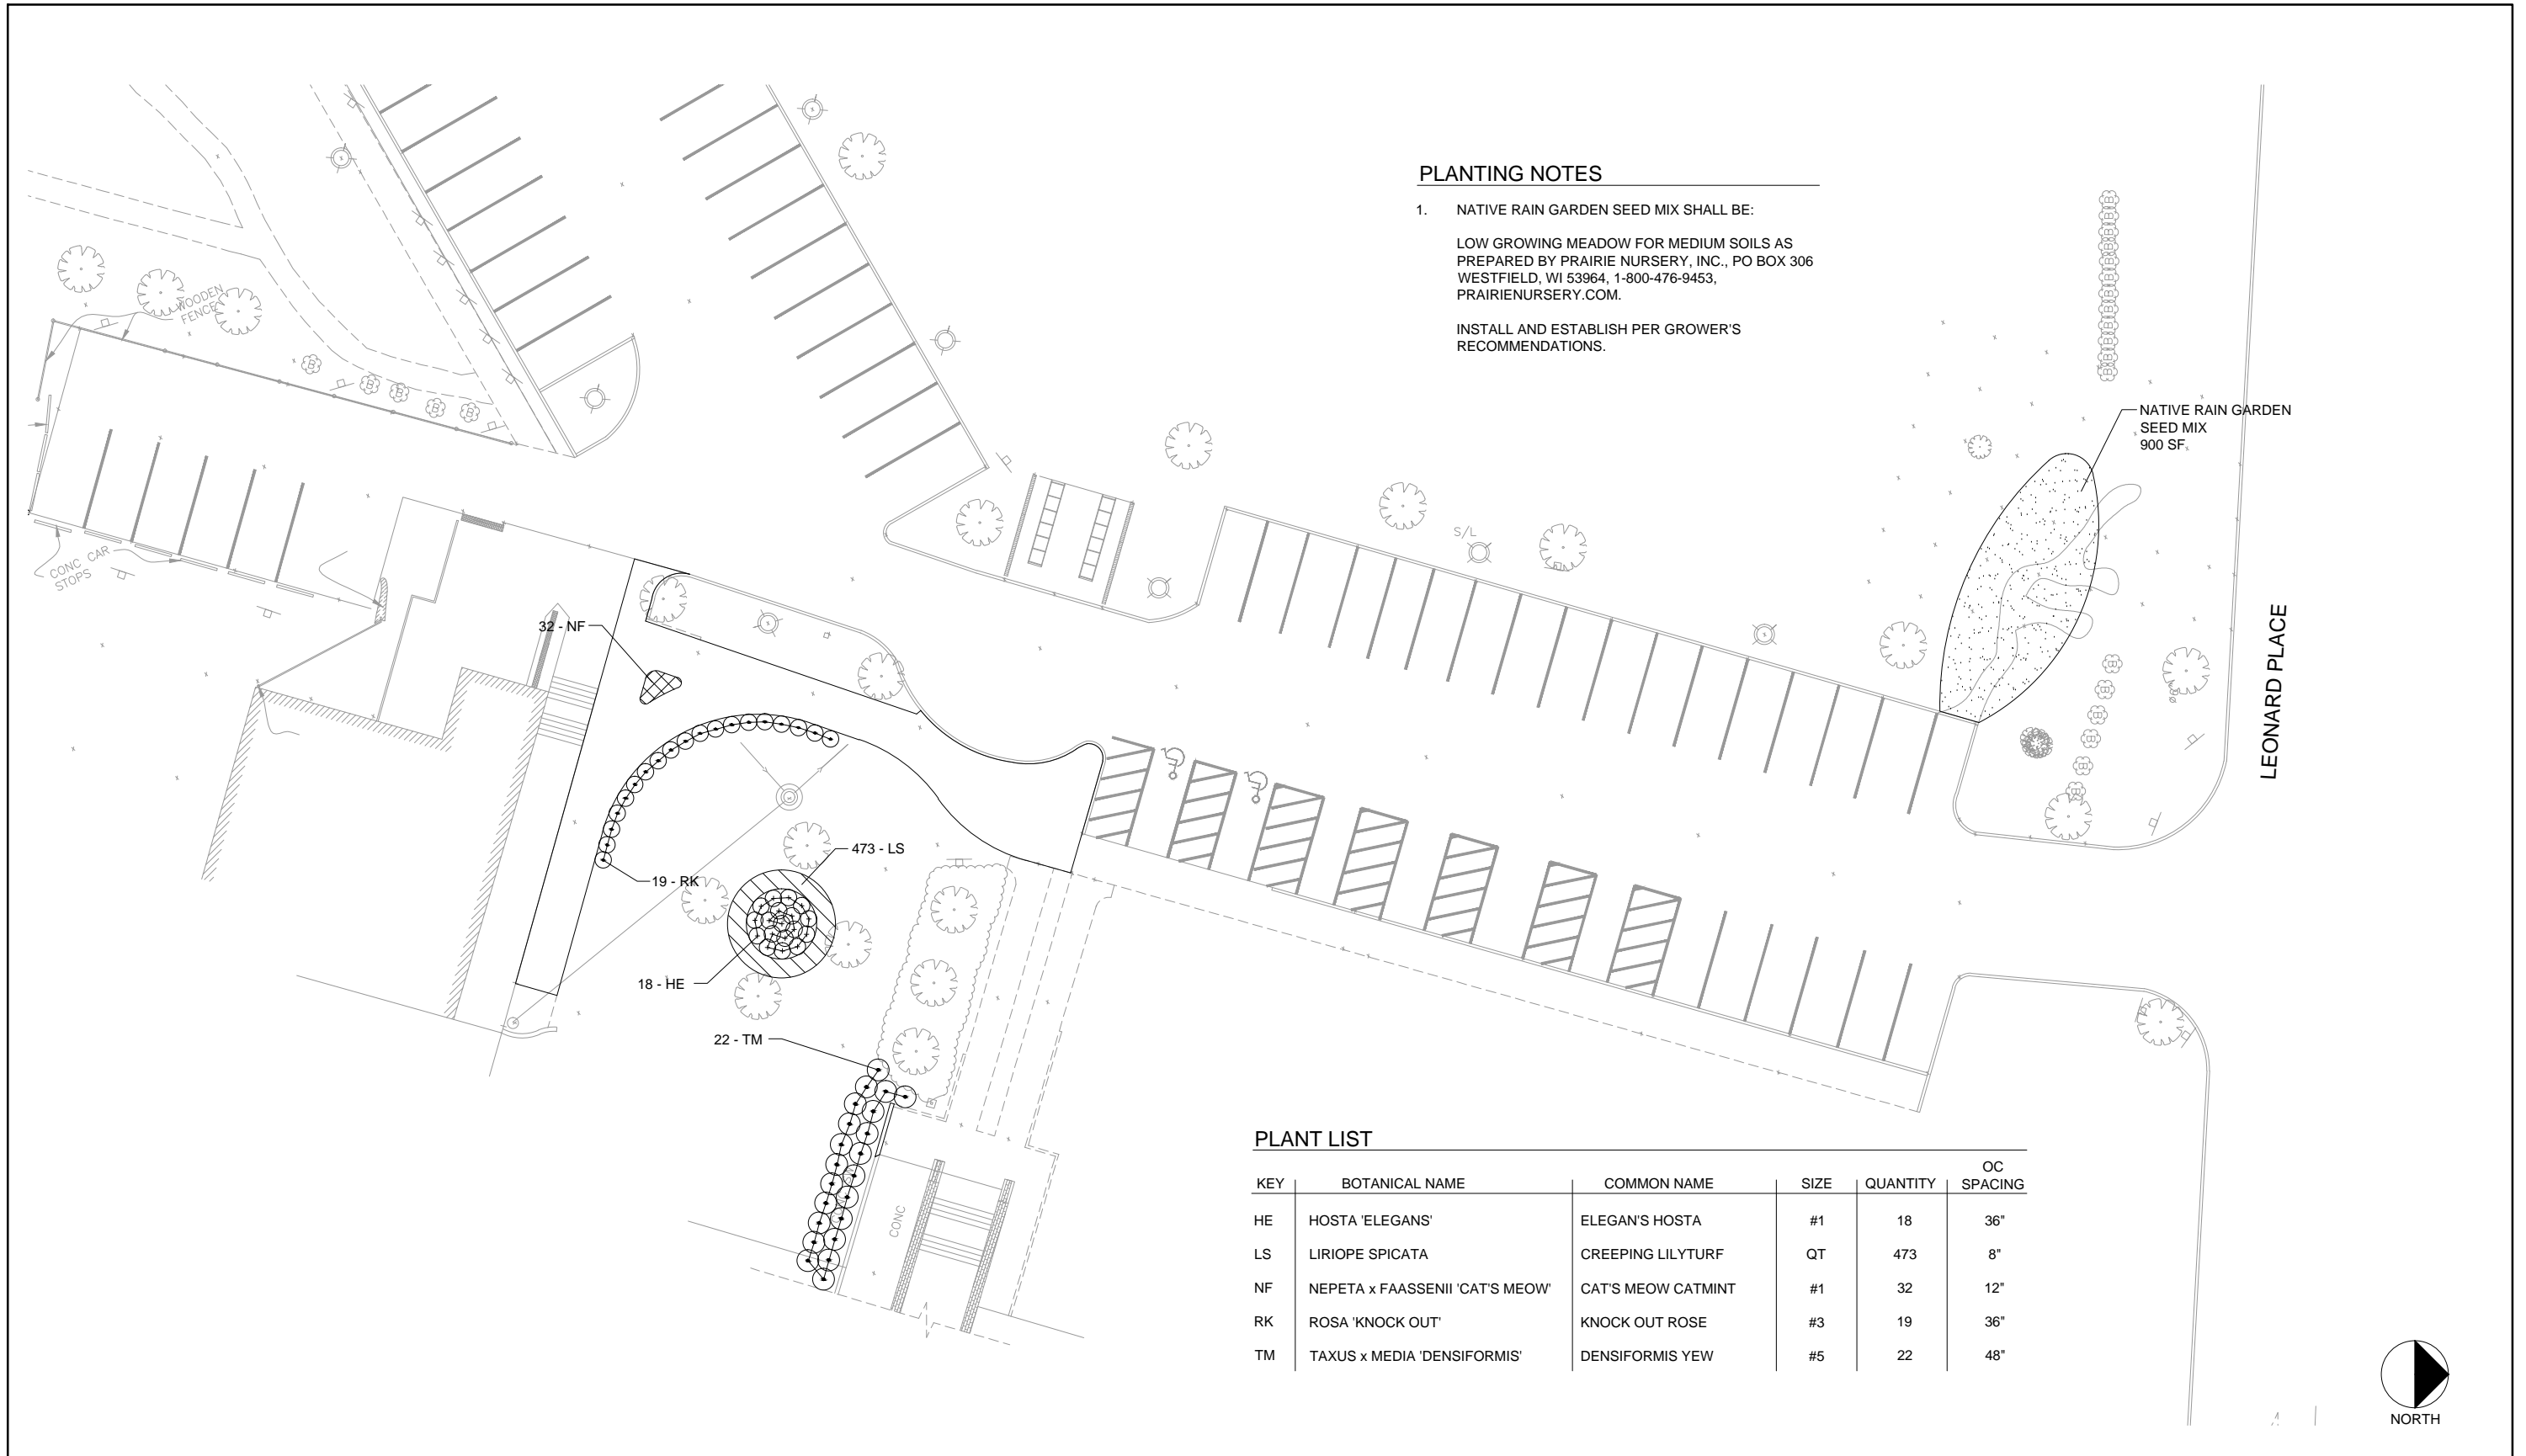 PLANTING NOTES
1. NATIVE RAIN GARDEN SEED MIX SHALL BE:
LOW GROWING MEADOW FOR MEDIUM SOILS AS
PREPARED BY PRAIRIE NURSERY, INC., PO BOX 306
WESTFIELD, WI 53964, 1-800-476-9453,
PRAIRIENURSERY.COM.
INSTALL AND ESTABLISH PER GROWER'S
RECOMMENDATIONS.
WOODEN
FENCE
NATIVE RAIN GARDEN
SEED MIX
900 SF
S/L
CONC CAR
STOPS
32 - NF
LEONARD PLACE
473 - LS
19 - RK
18 - HE
22 - TM
CONC
PLANT LIST
KEY BOTANICAL NAME COMMON NAME SIZE QUANTITY OC SPACING
HE HOSTA 'ELEGANS' ELEGAN'S HOSTA #1 18 36"
LS LIRIOPE SPICATA CREEPING LILYTURF QT 473 8"
NF NEPETA x FAASSENII 'CAT'S MEOW' CAT'S MEOW CATMINT #1 32 12"
RK ROSA 'KNOCK OUT' KNOCK OUT ROSE #3 19 36"
TM TAXUS x MEDIA 'DENSIFORMIS' DENSIFORMIS YEW #5 22 48"
NORTH